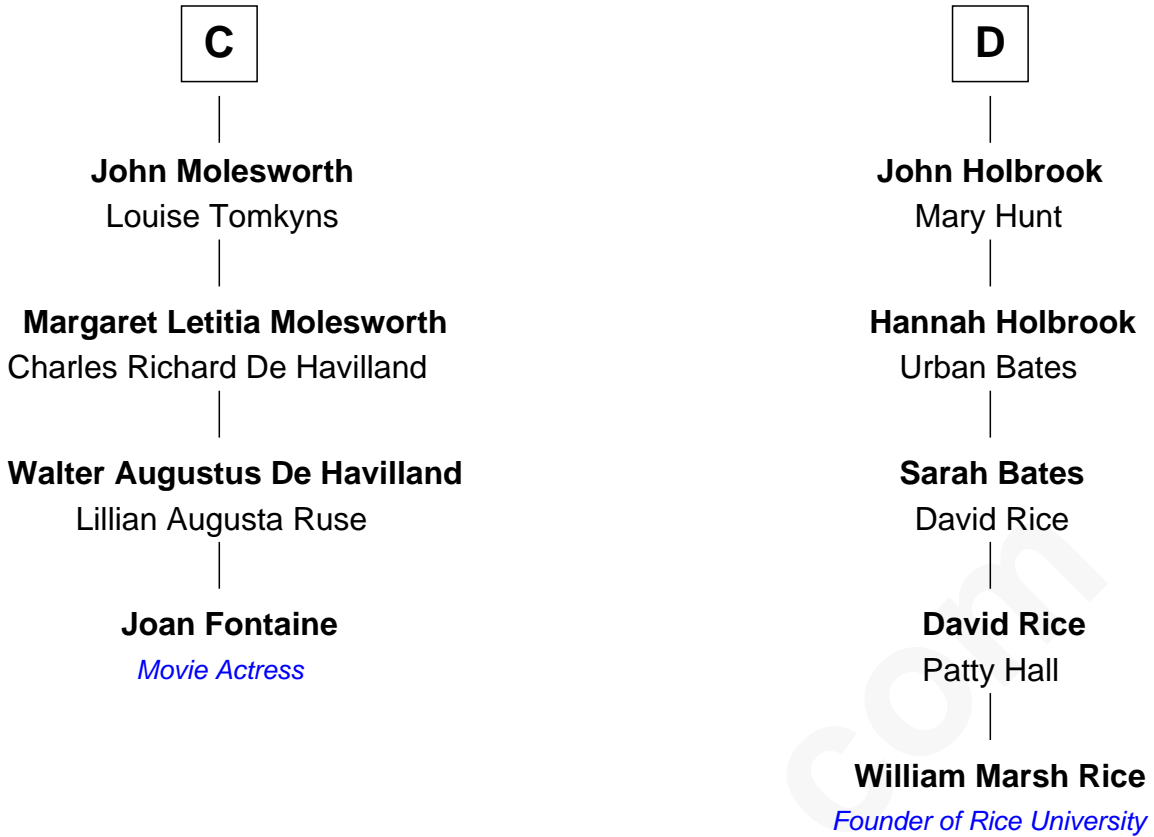 C
John Molesworth
Louise Tomkyns
Margaret Letitia Molesworth
Charles Richard De Havilland
Walter Augustus De Havilland
Lillian Augusta Ruse
Joan Fontaine
Movie Actress
D
John Holbrook
Mary Hunt
Hannah Holbrook
Urban Bates
Sarah Bates
David Rice
David Rice
Patty Hall
William Marsh Rice
Founder of Rice University
com